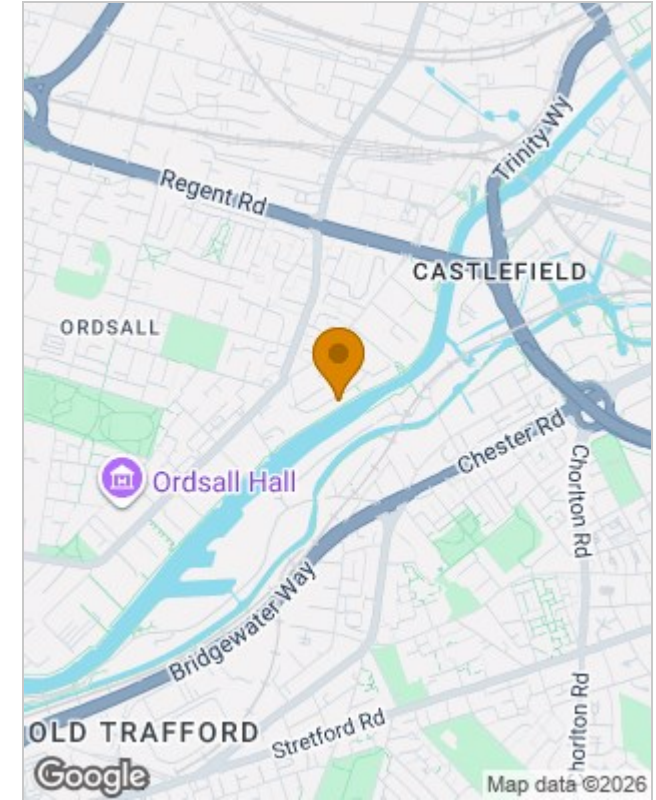 Trinity Wy
Regent Rd
CASTLEFIELD
ORDSALL
Chester Rd
Chorlton Rd
Ordsall Hall
Bridgewater Way
Chorlton Rd
Stretford Rd
OLD TRAFFORD
Google
Map data ©2026